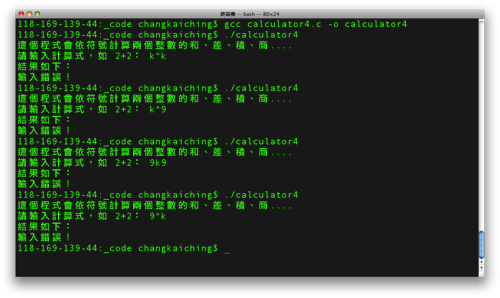 終端機 — bash — 80×24
118-169-139-44:_code changkaiching$ gcc calculator4.c -o calculator4
118-169-139-44:_code changkaiching$ ./calculator4
這個程式會依符號計算兩個整數的和、差、積、商....
請輸入計算式，如 2+2： k*k
結果如下：
輸入錯誤！
118-169-139-44:_code changkaiching$ ./calculator4
這個程式會依符號計算兩個整數的和、差、積、商....
請輸入計算式，如 2+2： k*9
結果如下：
輸入錯誤！
118-169-139-44:_code changkaiching$ ./calculator4
這個程式會依符號計算兩個整數的和、差、積、商....
請輸入計算式，如 2+2： 9k9
結果如下：
輸入錯誤！
118-169-139-44:_code changkaiching$ ./calculator4
這個程式會依符號計算兩個整數的和、差、積、商....
請輸入計算式，如 2+2： 9*k
結果如下：
輸入錯誤！
118-169-139-44:_code changkaiching$ _